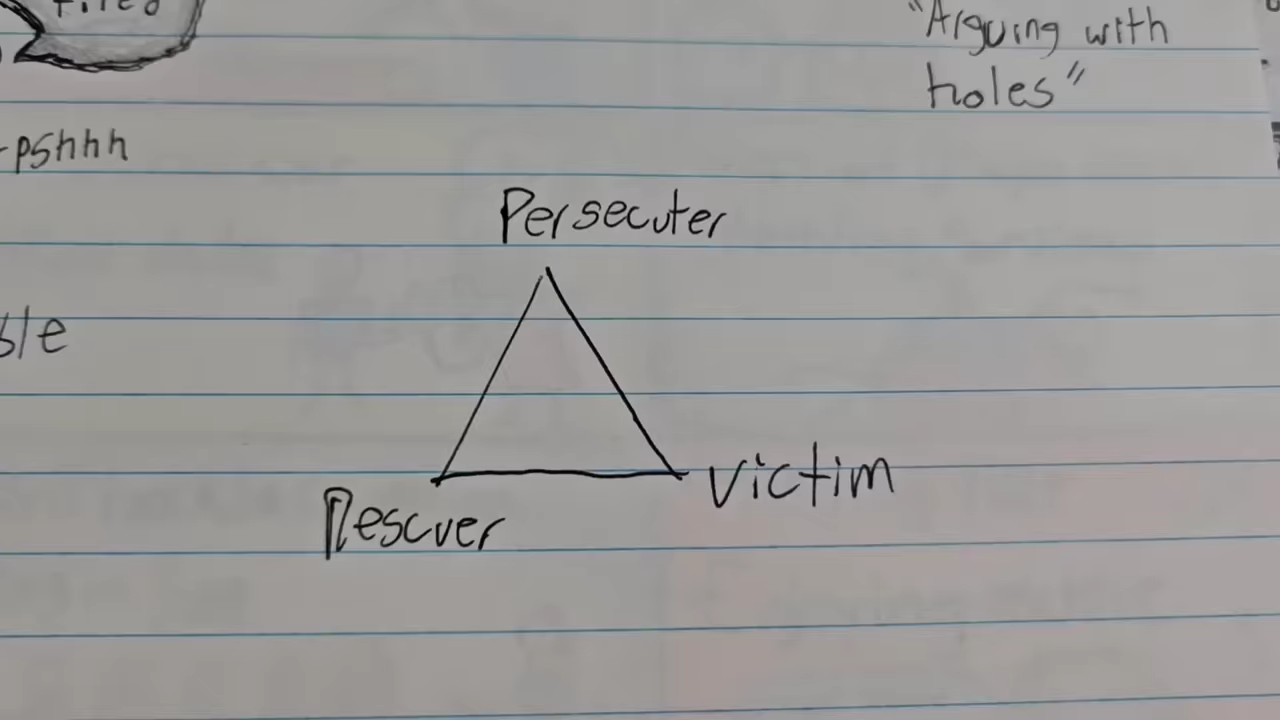 "Arguing with
holes"
-pshhh
Persecuter
Victim
Rescuer